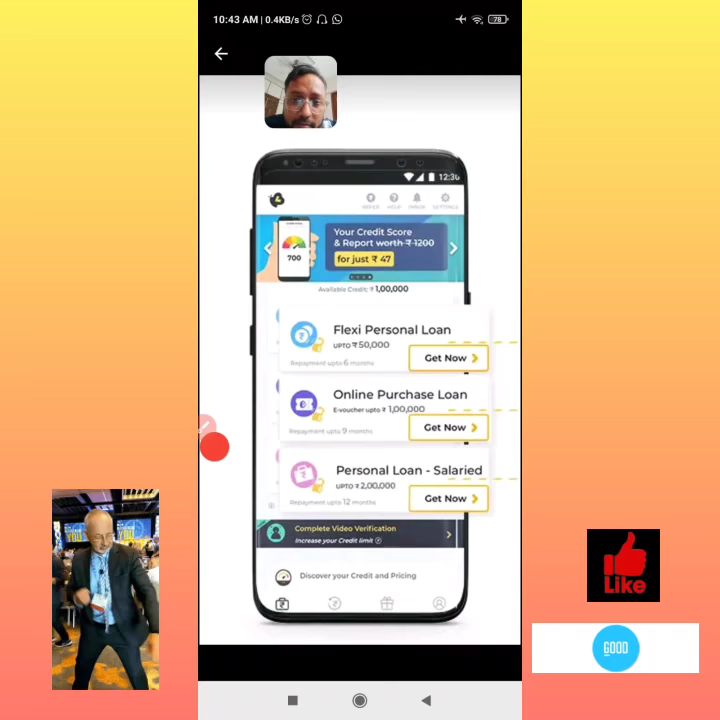 10:43 AM | 0.4KB/s
78
12:30
Your Credit Score
& Report worth ₹ 1200
for just ₹ 47
700
Available Credit: ₹ 1,00,000
Flexi Personal Loan
UPTO ₹ 50,000
Repayment upto 6 months
Get Now
Online Purchase Loan
E-voucher upto ₹ 1,00,000
Repayment upto 9 months
Get Now
Personal Loan - Salaried
UPTO ₹ 2,00,000
Repayment upto 12 months
Get Now
Complete Video Verification
Increase your Credit limit
Discover your Credit and Pricing
YOU
YOU
Like
GOOD